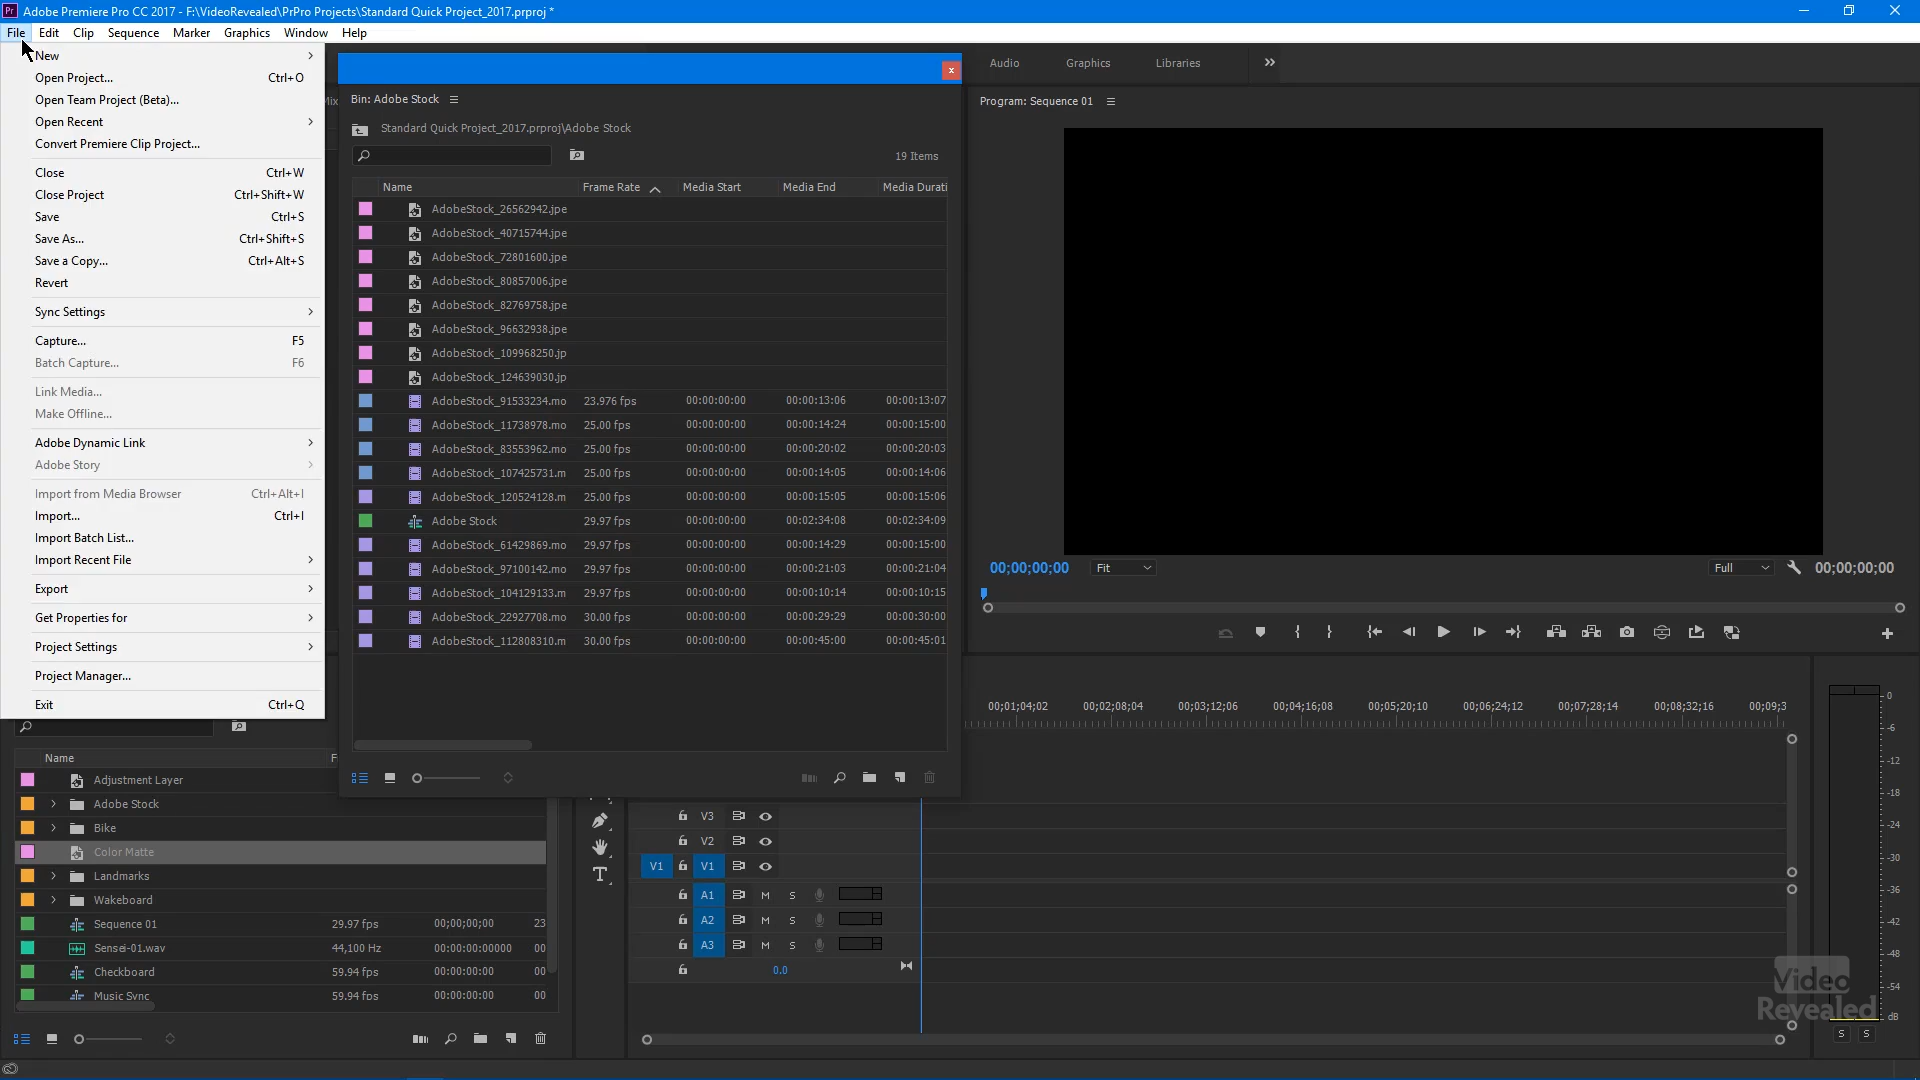 Pr Adobe Premiere Pro CC 2017 - F:\VideoRevealed\PrPro Projects\Standard Quick Project_2017.prproj *
File Edit Clip Sequence Marker Graphics Window Help
New
Open Project... Ctrl+O
Open Team Project (Beta)...
Open Recent
Convert Premiere Clip Project...
Close Ctrl+W
Close Project Ctrl+Shift+W
Save Ctrl+S
Save As... Ctrl+Shift+S
Save a Copy... Ctrl+Alt+S
Revert
Sync Settings
Capture... F5
Batch Capture... F6
Link Media...
Make Offline...
Adobe Dynamic Link
Adobe Story
Import from Media Browser Ctrl+Alt+I
Import... Ctrl+I
Import Batch List...
Import Recent File
Export
Get Properties for
Project Settings
Project Manager...
Exit Ctrl+Q
Mix
Bin: Adobe Stock
Standard Quick Project_2017.prproj\Adobe Stock
19 Items
Name Frame Rate Media Start Media End Media Durati
AdobeStock_26562942.jpe
AdobeStock_40715744.jpe
AdobeStock_72801600.jpe
AdobeStock_80857006.jpe
AdobeStock_82769758.jpe
AdobeStock_96632938.jpe
AdobeStock_109968250.jp
AdobeStock_124639030.jp
AdobeStock_91533234.mo 23.976 fps 00:00:00:00 00:00:13:06 00:00:13:07
AdobeStock_11738978.mo 25.00 fps 00:00:00:00 00:00:14:24 00:00:15:00
AdobeStock_83553962.mo 25.00 fps 00:00:00:00 00:00:20:02 00:00:20:03
AdobeStock_107425731.m 25.00 fps 00:00:00:00 00:00:14:05 00:00:14:06
AdobeStock_120524128.m 25.00 fps 00:00:00:00 00:00:15:05 00:00:15:06
Adobe Stock 29.97 fps 00:00:00:00 00:02:34:08 00:02:34:09
AdobeStock_61429869.mo 29.97 fps 00:00:00:00 00:00:14:29 00:00:15:00
AdobeStock_97100142.mo 29.97 fps 00:00:00:00 00:00:21:03 00:00:21:04
AdobeStock_104129133.m 29.97 fps 00:00:00:00 00:00:10:14 00:00:10:15
AdobeStock_22927708.mo 30.00 fps 00:00:00:00 00:00:29:29 00:00:30:00
AdobeStock_112808310.m 30.00 fps 00:00:00:00 00:00:45:00 00:00:45:01
Audio Graphics Libraries
Program: Sequence 01
00;00;00;00 Fit Full 00;00;00;00
Name F
Adjustment Layer
Adobe Stock
Bike
Color Matte
Landmarks
Wakeboard
Sequence 01 29.97 fps 00;00;00;00 23
Sensei-01.wav 44,100 Hz 00:00:00:00000 00
Checkboard 59.94 fps 00:00:00:00 00
Music Sync 59.94 fps 00:00:00:00 00
00;01;04;02 00;02;08;04 00;03;12;06 00;04;16;08 00;05;20;10 00;06;24;12 00;07;28;14 00;08;32;16 00;09;3
V3
V2
V1 V1
A1 M S
A2 M S
A3 M S
0.0
0
-6
-12
-18
-24
-30
-36
-42
-48
-54
dB
S S
Video
Revealed